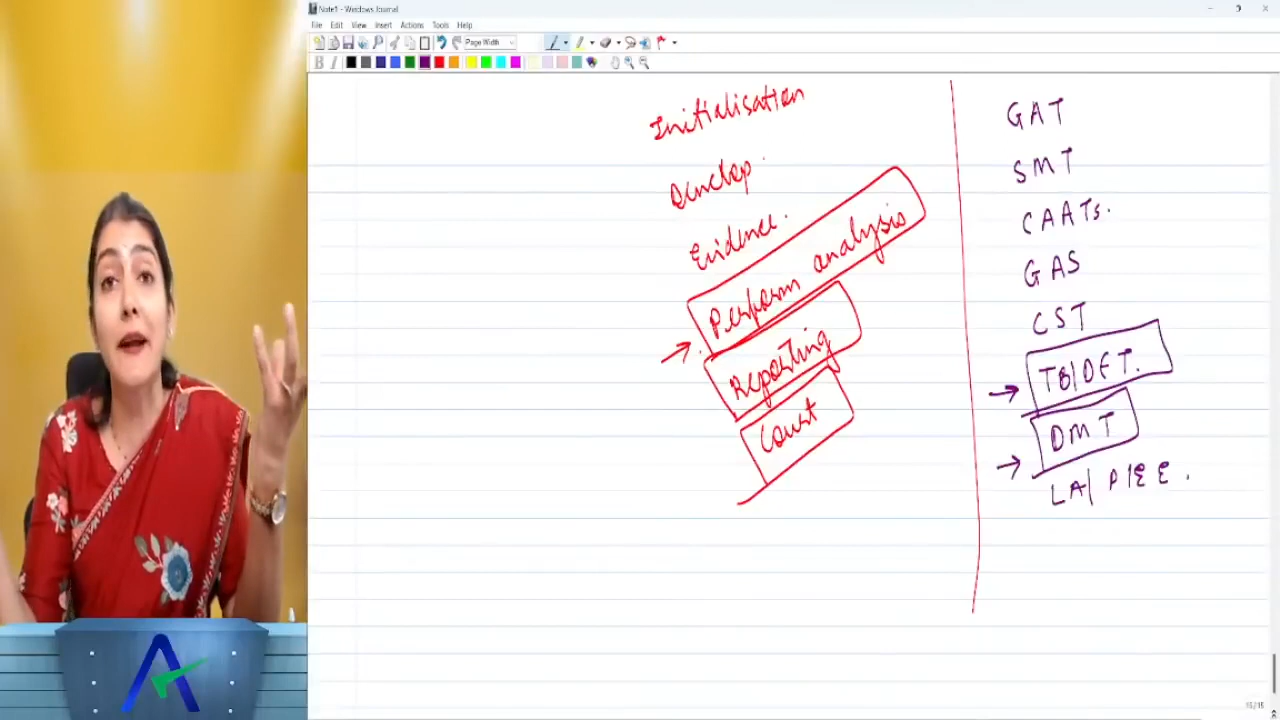 Note1 - Windows Journal
File Edit View Insert Actions Tools Help
Page Width
B I
Initialisation
Develop
Evidence.
Perform analysis
Reporting
Court
GAT
SMT
CAATs.
GAS
CST
TB/DFT.
DMT
LA/ P/EE.